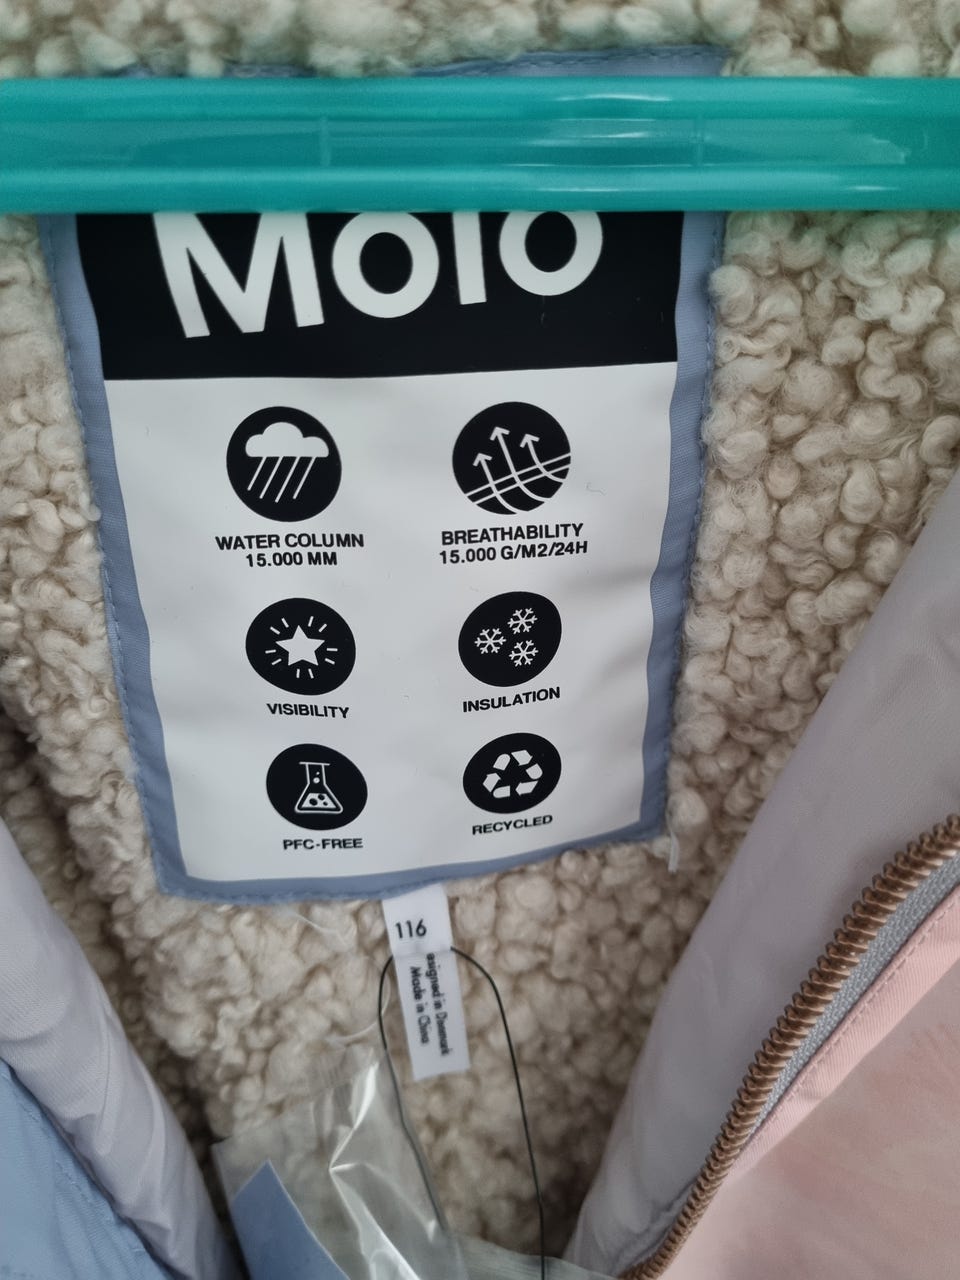 Molo
WATER COLUMN
15.000 MM
BREATHABILITY
15.000 G/M2/24H
VISIBILITY
INSULATION
PFC-FREE
RECYCLED
116
esigned in Denmark
Made in China